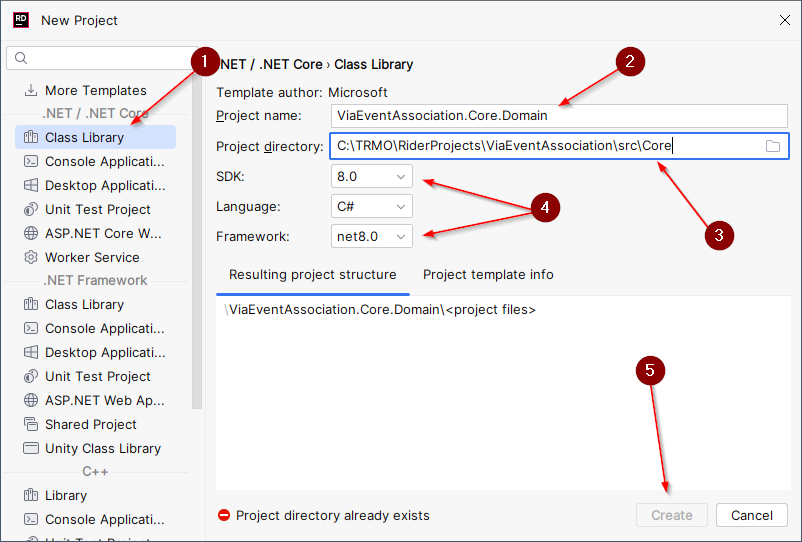 RD New Project
1
2
.NET / .NET Core › Class Library
More Templates
Template author: Microsoft
.NET / .NET Core
Project name: ViaEventAssociation.Core.Domain
Class Library
Project directory: C:\TRMO\RiderProjects\ViaEventAssociation\src\Core
Console Applicati...
SDK: 8.0
Desktop Applicati...
Unit Test Project
Language: C#
4
3
ASP.NET Core W...
Framework: net8.0
Worker Service
.NET Framework
Resulting project structure Project template info
Class Library
\ViaEventAssociation.Core.Domain\<project files>
Console Applicati...
Desktop Applicati...
Unit Test Project
5
ASP.NET Web Ap...
Shared Project
Unity Class Library
C++
Library
Project directory already exists Create Cancel
Console Applicati...
Unit Test Project